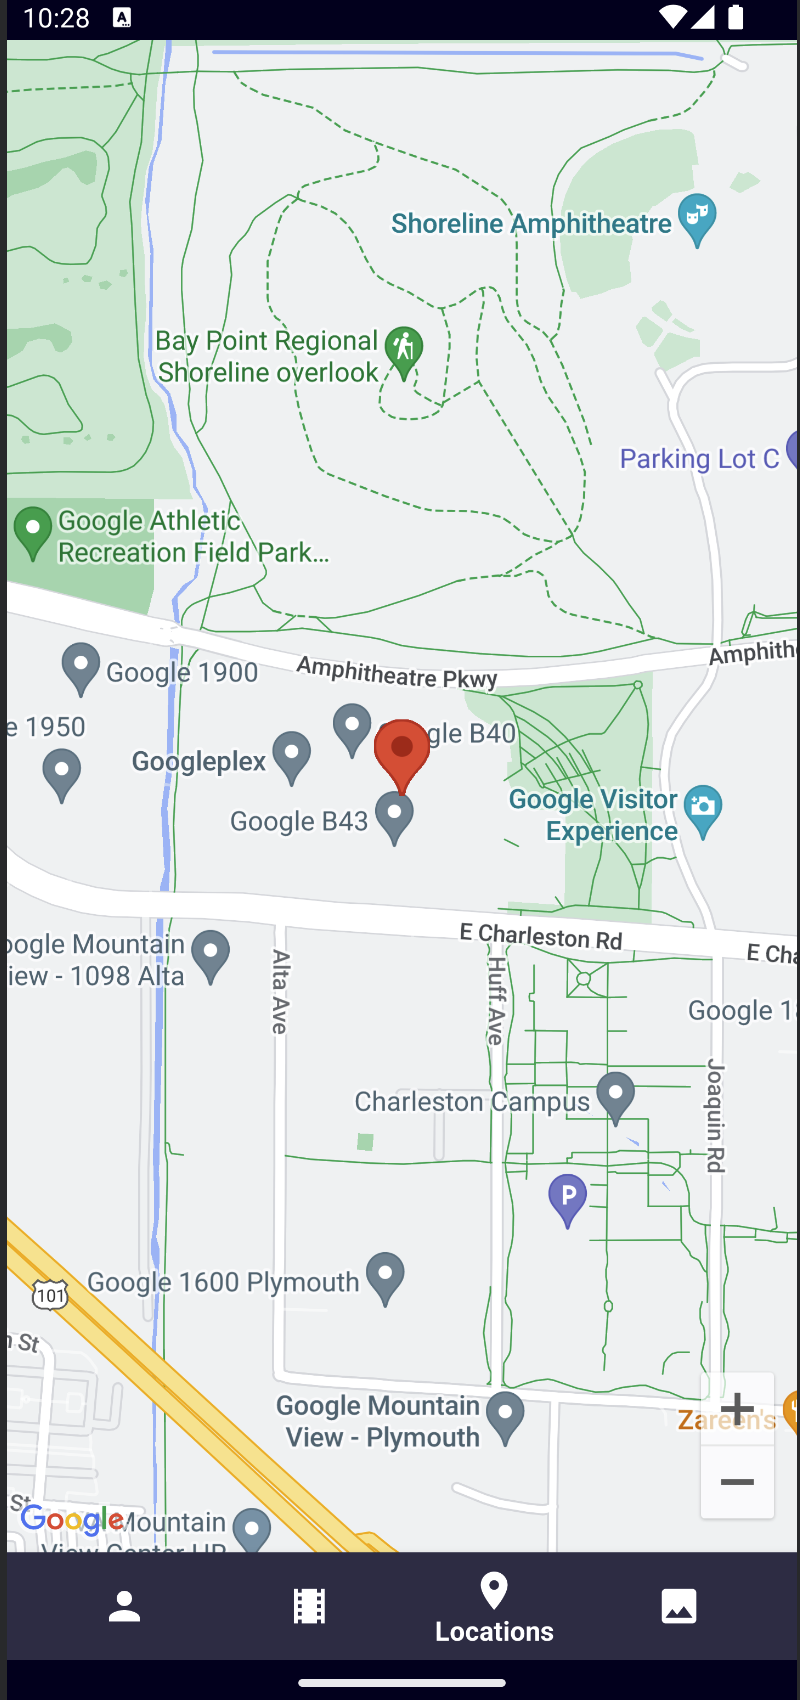 10:28
A
Shoreline Amphitheatre
Bay Point Regional
Shoreline overlook
Parking Lot C
Google Athletic
Recreation Field Park...
Amphitheatre Pkwy
Amphith
Google 1900
e 1950
gle B40
Googleplex
Google B43
Google Visitor
Experience
E Charleston Rd
E Cha
oogle Mountain
iew - 1098 Alta
Alta Ave
Huff Ave
Google 1
Charleston Campus
Joaquin Rd
P
Google 1600 Plymouth
101
n St
Google Mountain
View - Plymouth
Zareen's
+
−
St
Google
Mountain
View Center UP
Locations